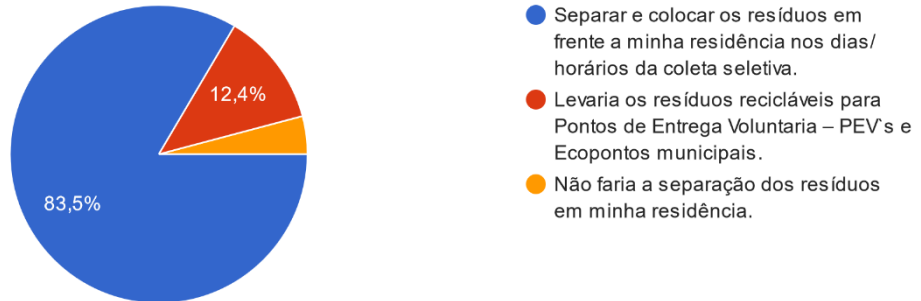 12,4%
83,5%
Separar e colocar os resíduos em
frente a minha residência nos dias/
horários da coleta seletiva.
Levaria os resíduos recicláveis para
Pontos de Entrega Voluntaria – PEV`s e
Ecopontos municipais.
Não faria a separação dos resíduos
em minha residência.